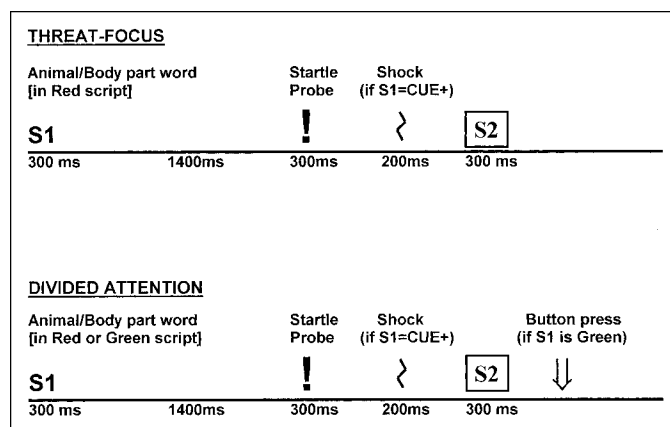 THREAT-FOCUS
Animal/Body part word Startle Shock
[in Red script] Probe (if S1=CUE+)
S1 ! S2
300 ms 1400ms 300ms 200ms 300 ms
DIVIDED ATTENTION
Animal/Body part word Startle Shock Button press
[in Red or Green script] Probe (if S1=CUE+) (if S1 is Green)
S1 ! S2
300 ms 1400ms 300ms 200ms 300 ms